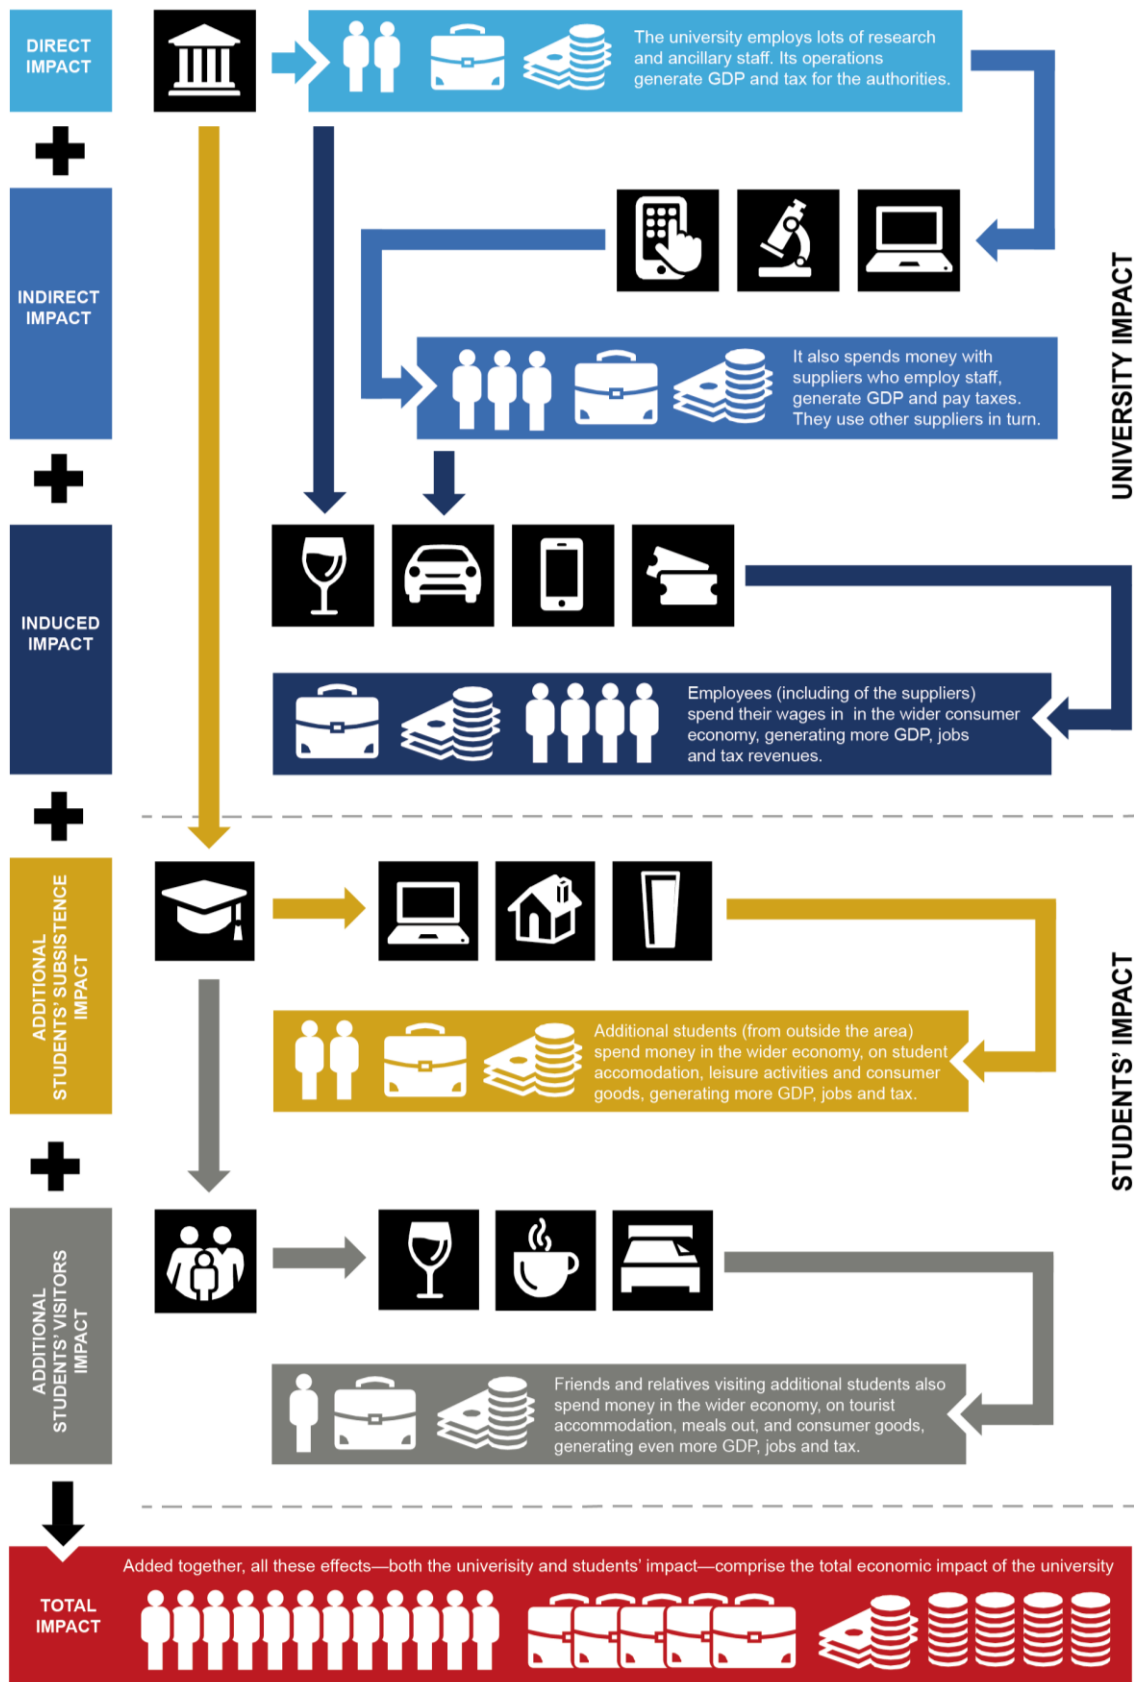 DIRECT
IMPACT
The university employs lots of research
and ancillary staff. Its operations
generate GDP and tax for the authorities.
INDIRECT
IMPACT
It also spends money with
suppliers who employ staff,
generate GDP and pay taxes.
They use other suppliers in turn.
UNIVERSITY IMPACT
INDUCED
IMPACT
Employees (including of the suppliers)
spend their wages in in the wider consumer
economy, generating more GDP, jobs
and tax revenues.
ADDITIONAL
STUDENTS' SUBSISTENCE
IMPACT
Additional students (from outside the area)
spend money in the wider economy, on student
accomodation, leisure activities and consumer
goods, generating more GDP, jobs and tax.
STUDENTS' IMPACT
ADDITIONAL
STUDENTS' VISITORS
IMPACT
Friends and relatives visiting additional students also
spend money in the wider economy, on tourist
accommodation, meals out, and consumer goods,
generating even more GDP, jobs and tax.
Added together, all these effects—both the univerisity and students' impact—comprise the total economic impact of the university
TOTAL
IMPACT